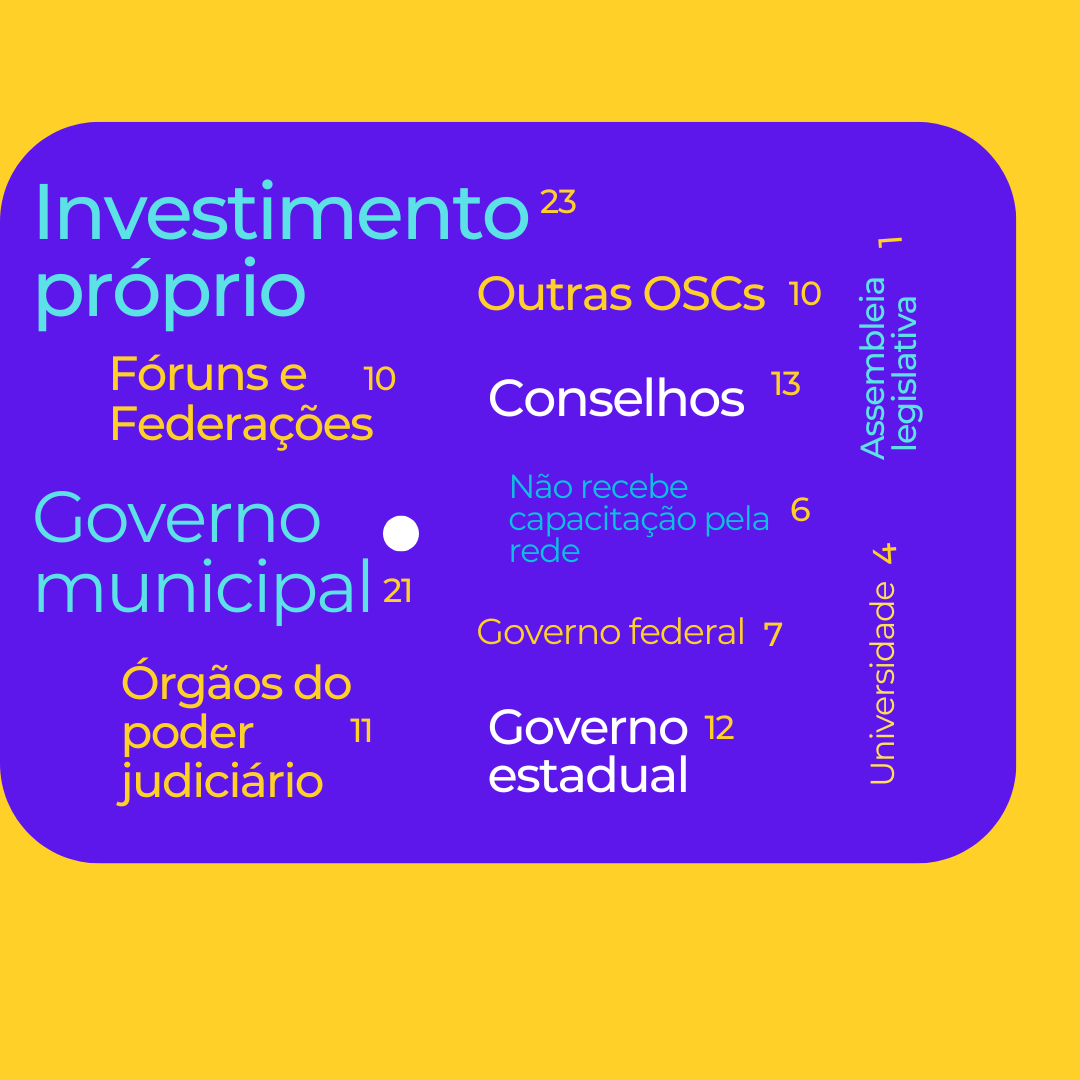 Investimento 23
próprio
Fóruns e 10
Federações
Governo
municipal 21
Órgãos do
poder 11
judiciário
Outras OSCs 10
Conselhos 13
Não recebe
capacitação pela 6
rede
Governo federal 7
Governo 12
estadual
Assembleia 1
legislativa
Universidade 4